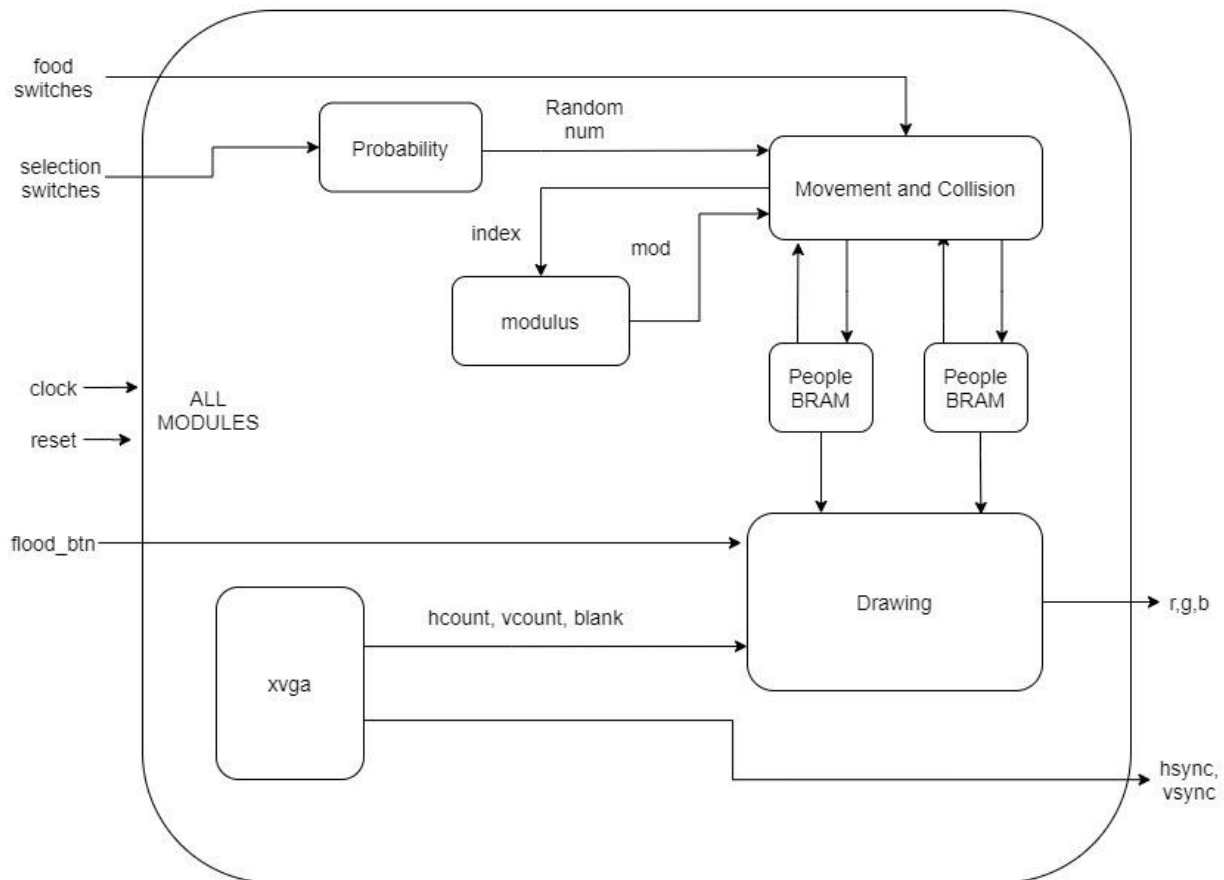 food
switches
Random
num
Probability
selection
switches
Movement and Collision
index
mod
modulus
People
BRAM
People
BRAM
clock
ALL
MODULES
reset
flood_btn
Drawing
r,g,b
hcount, vcount, blank
xvga
hsync,
vsync